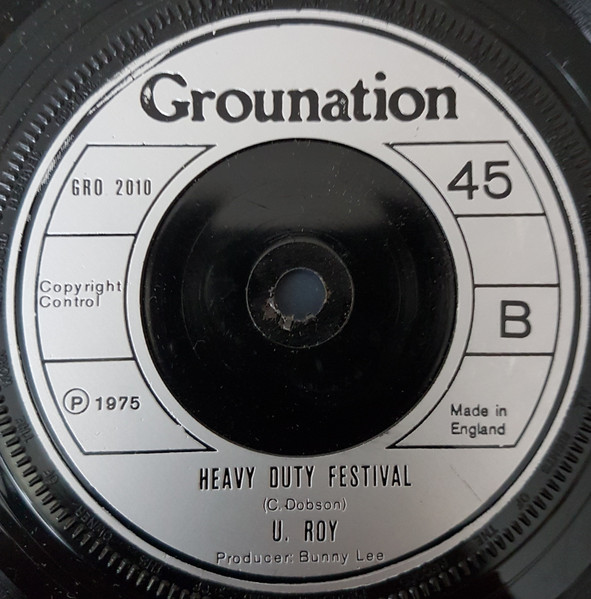 Grounation
GRO 2010
45
Copyright
Control
B
Ⓟ 1975
Made in
England
HEAVY DUTY FESTIVAL
(C. Dobson)
U. ROY
Producer: Bunny Lee